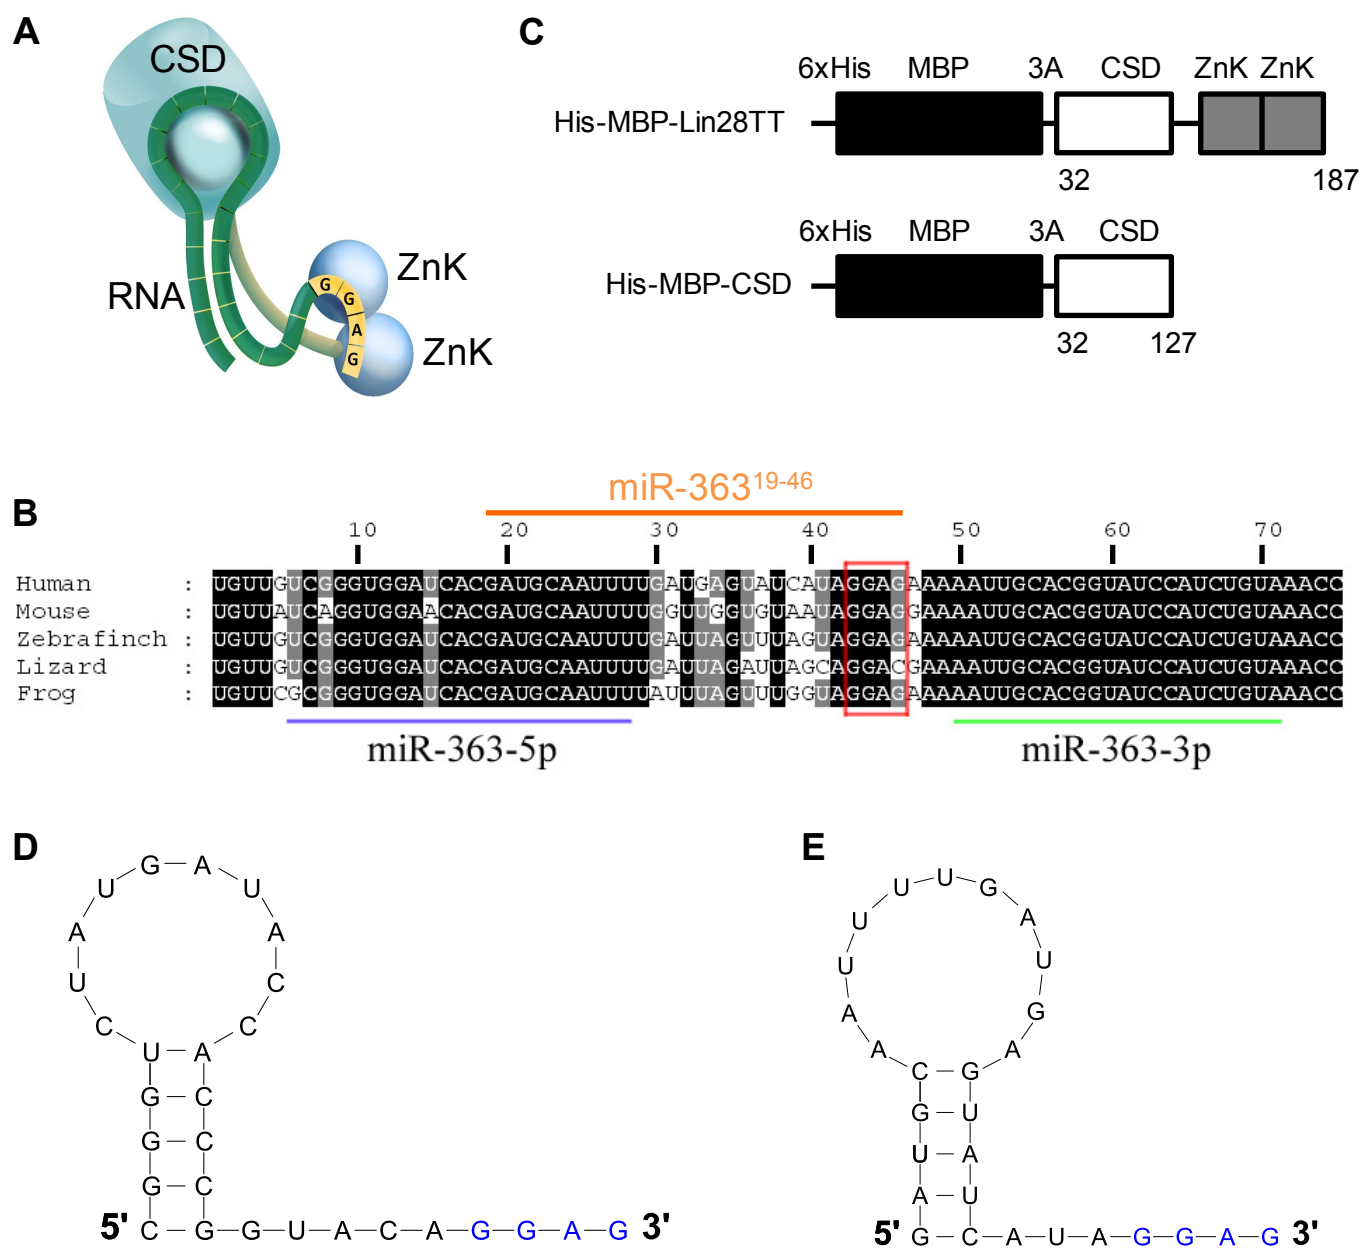 A
CSD
RNA
G
G
A
G
ZnK
ZnK
C
6xHis MBP 3A CSD ZnK ZnK
His-MBP-Lin28TT
32 187
6xHis MBP 3A CSD
His-MBP-CSD
32 127
B
miR-363¹⁹⁻⁴⁶
10 20 30 40 50 60 70
Human : UGUUGUCGGGUGGAUCACGAUGCAAUUUUGAUGAGUAUCAUAGGAGAAAAAUUGCACGGUAUCCAUCUGUAAACC
Mouse : UGUUAUCAGGUGGAACACGAUGCAAUUUUGGUUGGUGUAAUAGGAGGAAAAUUGCACGGUAUCCAUCUGUAAACC
Zebrafinch : UGUUGUCGGGUGGAUCACGAUGCAAUUUUGAUUAGUUUAGUAGGAGAAAAAUUGCACGGUAUCCAUCUGUAAACC
Lizard : UGUUGUCGGGUGGAUCACGAUGCAAUUUUGAUUAGAUUAGCAGGACGAAAAUUGCACGGUAUCCAUCUGUAAACC
Frog : UGUUCGCGGGUGGAUCACGAUGCAAUUUUAUUUAGUUUGGUAGGAGAAAAAUUGCACGGUAUCCAUCUGUAAACC
miR-363-5p miR-363-3p
D
G A
U U
A A
U C
C C
U A
G C
G C
G C
5' C G G U A C A G G A G 3'
E
U U G
U A
U U
A G
A A
C G
G U
U A
A U
5' G C A U A G G A G 3'